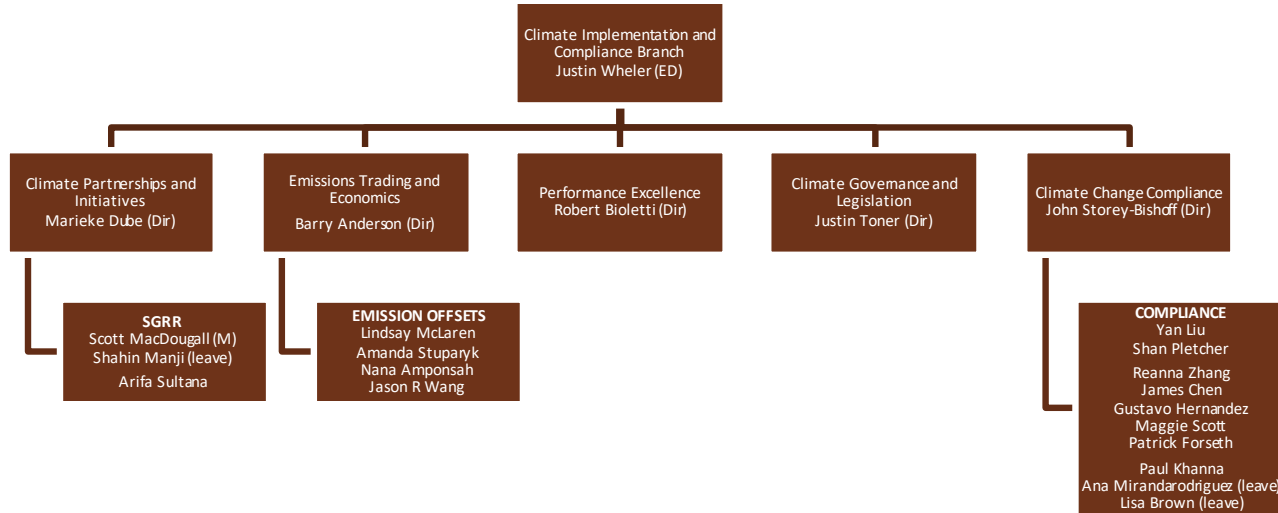 Climate Implementation and
Compliance Branch
Justin Wheler (ED)
Climate Partnerships and
Initiatives
Marieke Dube (Dir)
Emissions Trading and
Economics
Barry Anderson (Dir)
Performance Excellence
Robert Bioletti (Dir)
Climate Governance and
Legislation
Justin Toner (Dir)
Climate Change Compliance
John Storey-Bishoff (Dir)
SGRR
Scott MacDougall (M)
Shahin Manji (leave)
Arifa Sultana
EMISSION OFFSETS
Lindsay McLaren
Amanda Stuparyk
Nana Amponsah
Jason R Wang
COMPLIANCE
Yan Liu
Shan Pletcher
Reanna Zhang
James Chen
Gustavo Hernandez
Maggie Scott
Patrick Forseth
Paul Khanna
Ana Mirandarodriguez (leave)
Lisa Brown (leave)